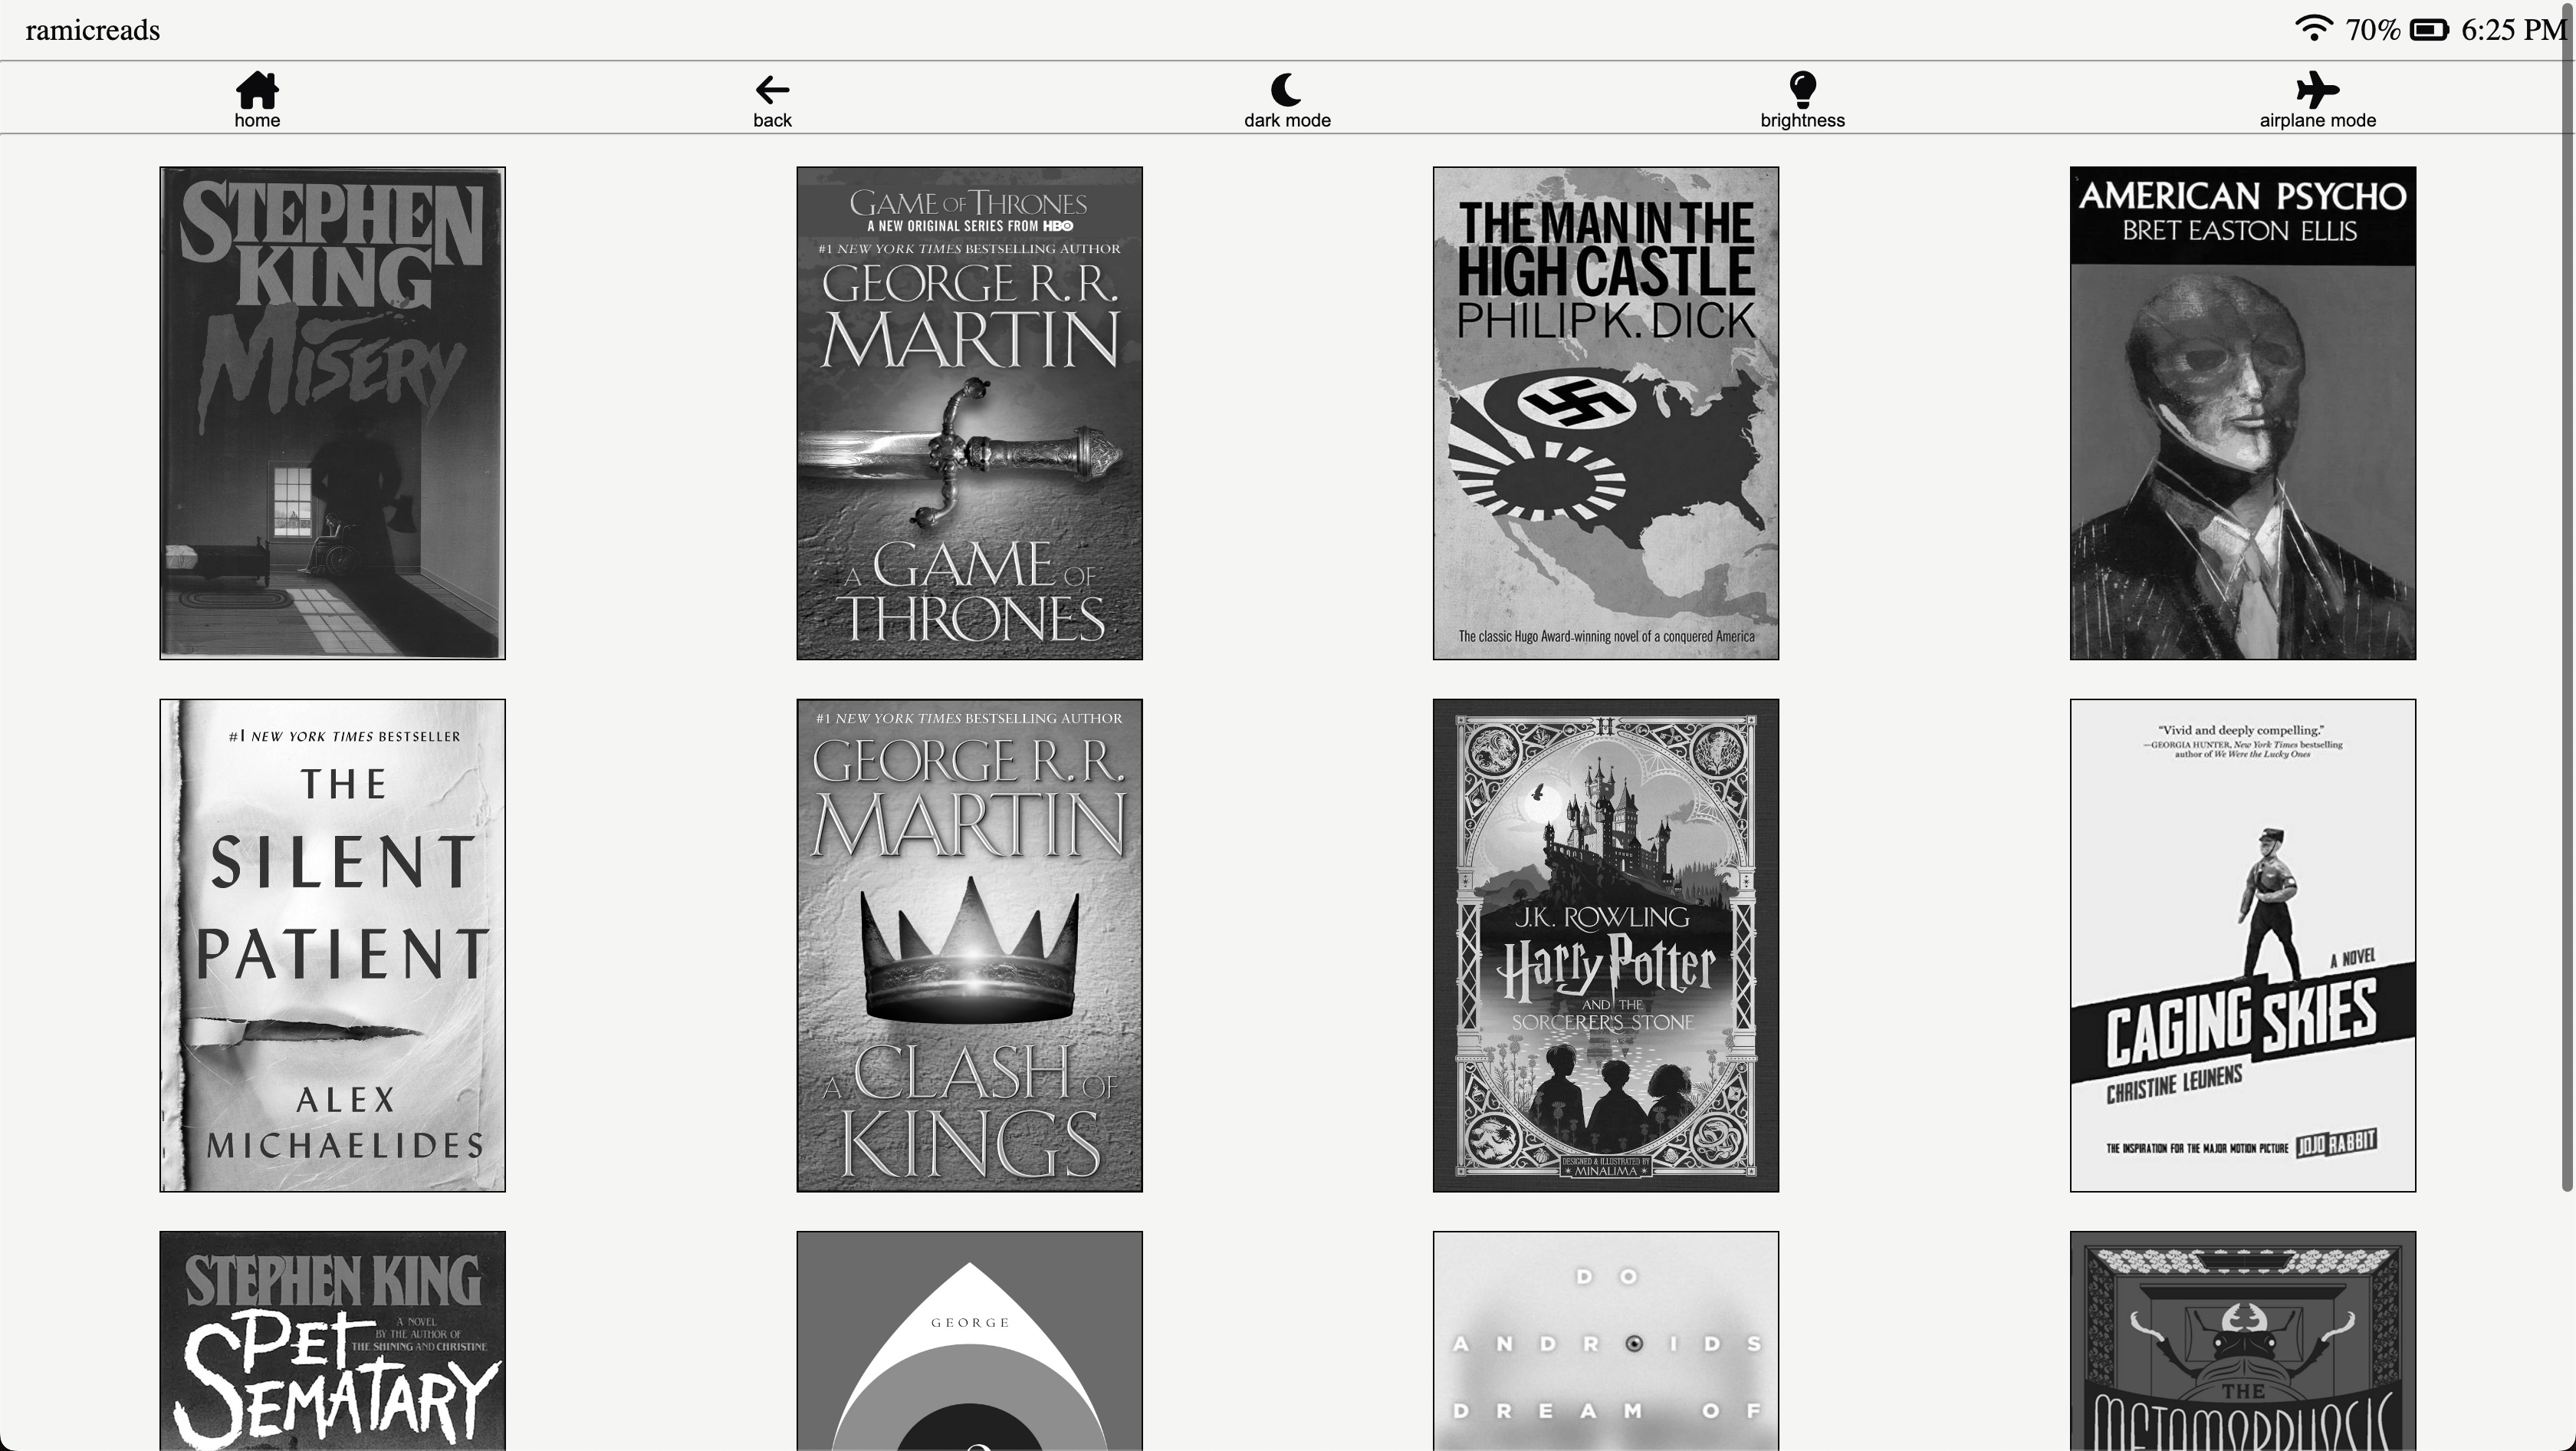 ramicreads
70% 6:25 PM
home
back
dark mode
brightness
airplane mode
STEPHEN
KING
MISERY
GAME OF THRONES
A NEW ORIGINAL SERIES FROM HBO
#1 NEW YORK TIMES BESTSELLING AUTHOR
GEORGE R.R.
MARTIN
A GAME OF
THRONES
THE MAN IN THE
HIGH CASTLE
PHILIP K. DICK
The classic Hugo Award-winning novel of a conquered America
AMERICAN PSYCHO
BRET EASTON ELLIS
#1 NEW YORK TIMES BESTSELLER
THE
SILENT
PATIENT
ALEX
MICHAELIDES
#1 NEW YORK TIMES BESTSELLING AUTHOR
GEORGE R.R.
MARTIN
A CLASH OF
KINGS
H
J.K. ROWLING
Harry Potter
AND THE
SORCERER'S STONE
DESIGNED & ILLUSTRATED BY
MINALIMA
"Vivid and deeply compelling."
—GEORGIA HUNTER, New York Times bestselling
author of We Were the Lucky Ones
A NOVEL
CAGING SKIES
CHRISTINE LEUNENS
THE INSPIRATION FOR THE MAJOR MOTION PICTURE JOJO RABBIT
STEPHEN KING
PET
SEMATARY
A NOVEL
BY THE AUTHOR OF
THE SHINING AND CHRISTINE
GEORGE
DO
ANDROIDS
DREAM OF
THE
METAMORPHOSIS